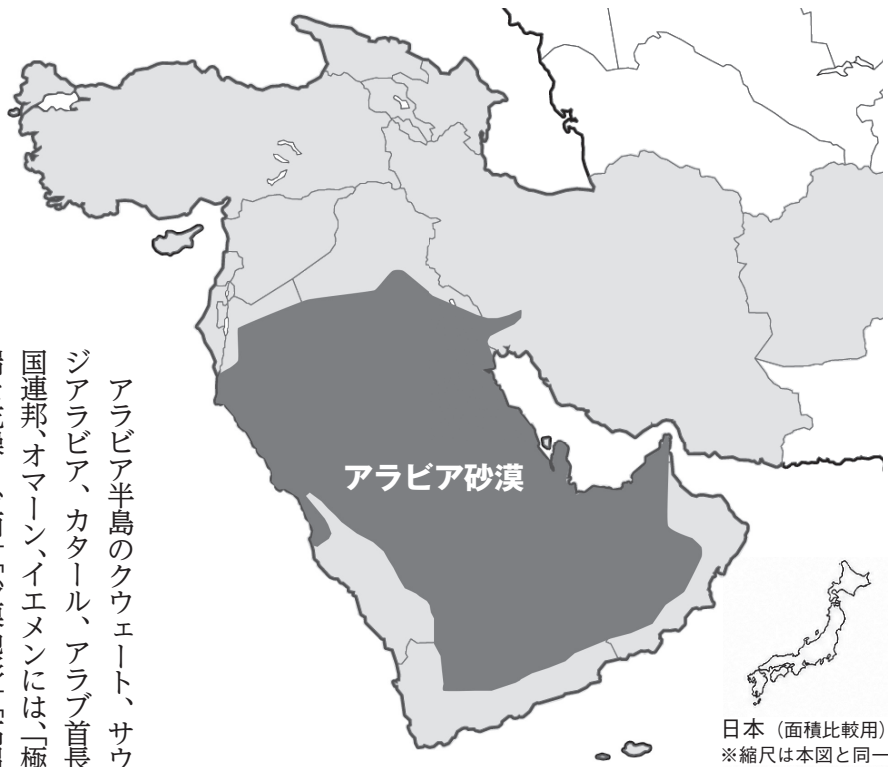 アラビア砂漠
アラビア半島のクウェート、サウ
ジアラビア、カタール、アラブ首長
国連邦、オマーン、イエメンには、「極
日本（面積比較用）
※縮尺は本図と同一